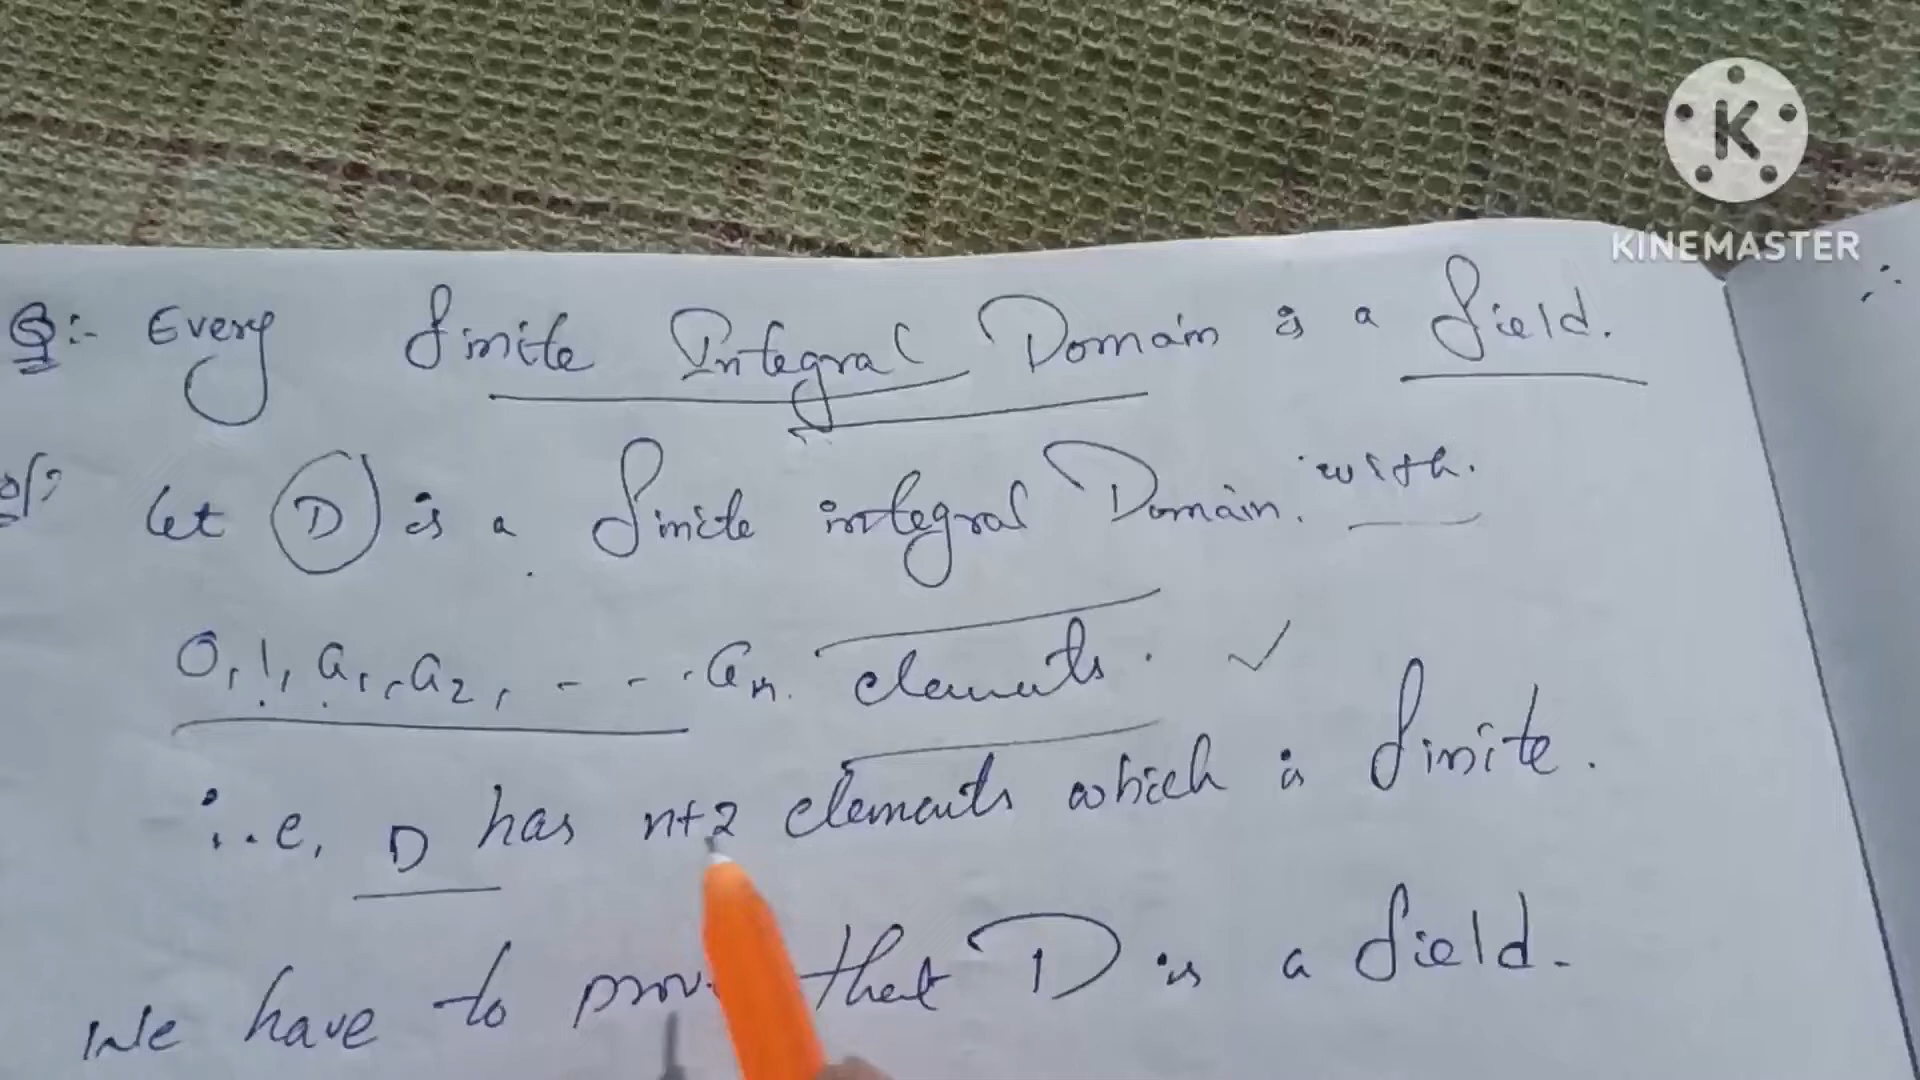 K
KINEMASTER
Q:- Every finite Integral Domain is a field.
Let D is a finite integral Domain. with.
0, 1, a1, a2, - - - . an. elements.
i.e, D has n+2 elements which is finite.
We have to that D is a field.